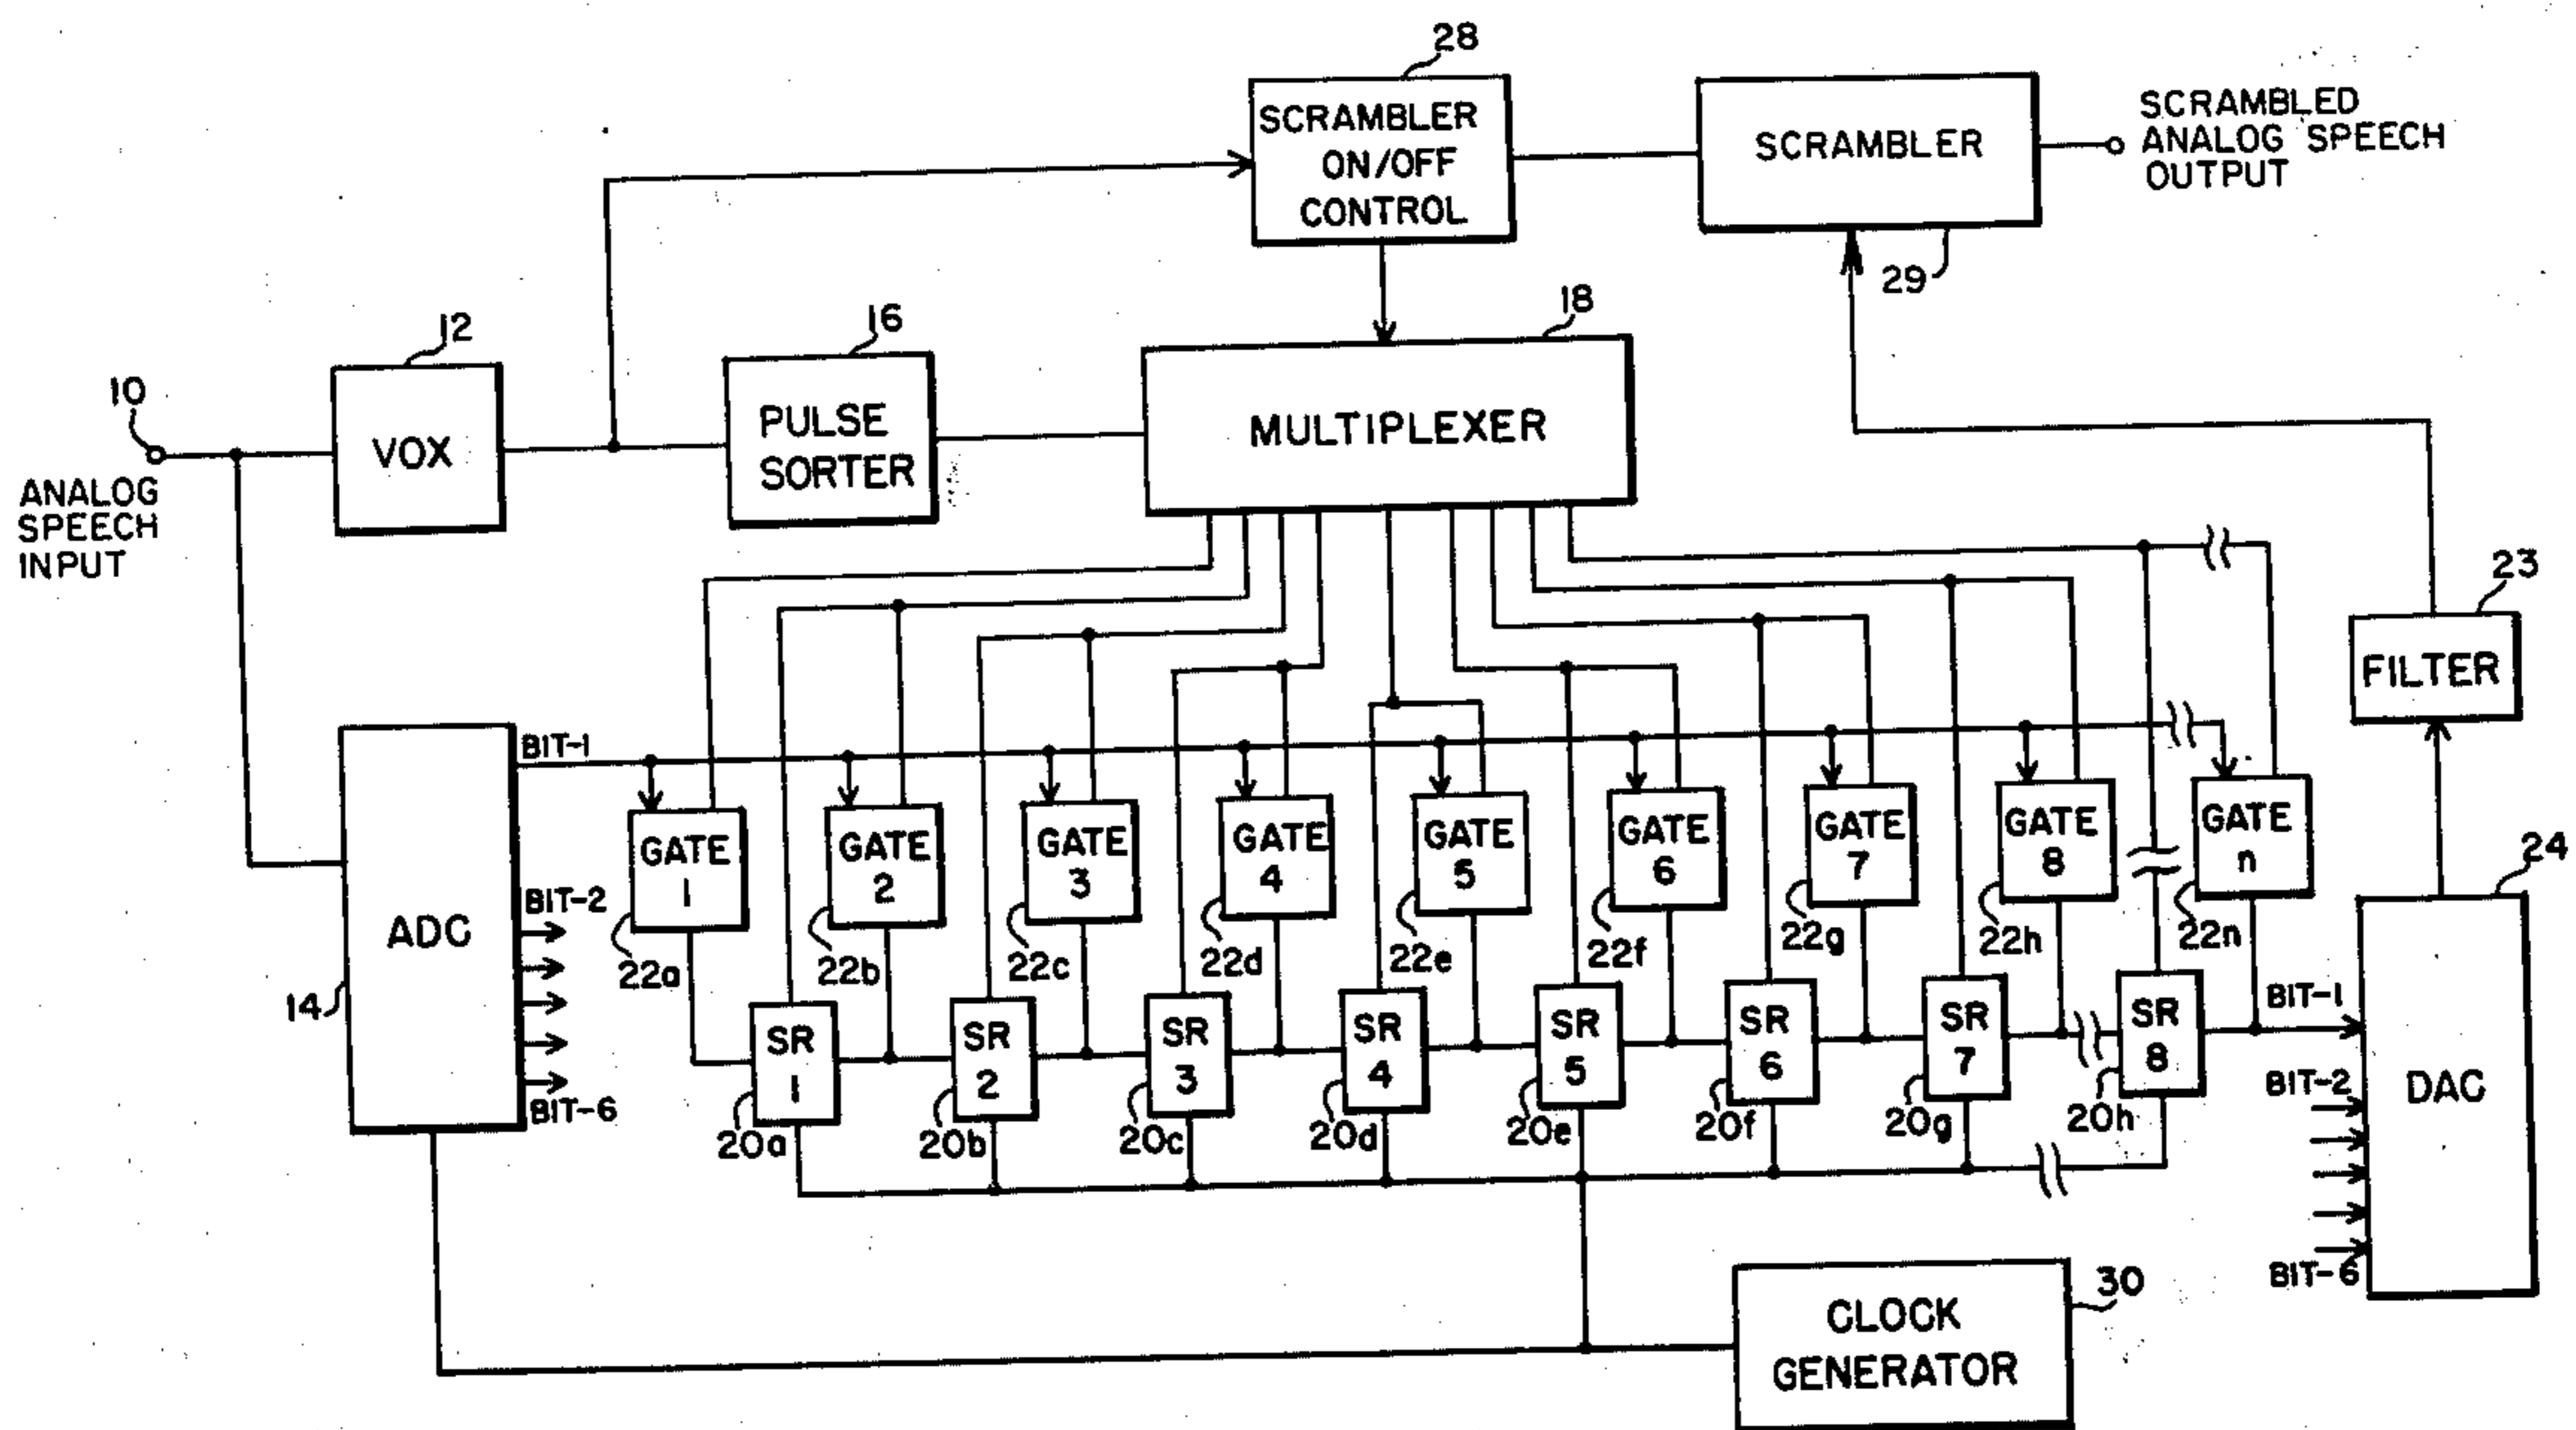 28
SCRAMBLER
ON/OFF
CONTROL
SCRAMBLER
29
SCRAMBLED
ANALOG SPEECH
OUTPUT
10
ANALOG
SPEECH
INPUT
12
VOX
16
PULSE
SORTER
18
MULTIPLEXER
23
FILTER
14
ADC
BIT-1
BIT-2
BIT-6
GATE
1
22a
GATE
2
22b
GATE
3
22c
GATE
4
22d
GATE
5
22e
GATE
6
22f
GATE
7
22g
GATE
8
22h
GATE
n
22n
SR
1
20a
SR
2
20b
SR
3
20c
SR
4
20d
SR
5
20e
SR
6
20f
SR
7
20g
SR
8
20h
24
BIT-1
BIT-2
BIT-6
DAC
30
CLOCK
GENERATOR